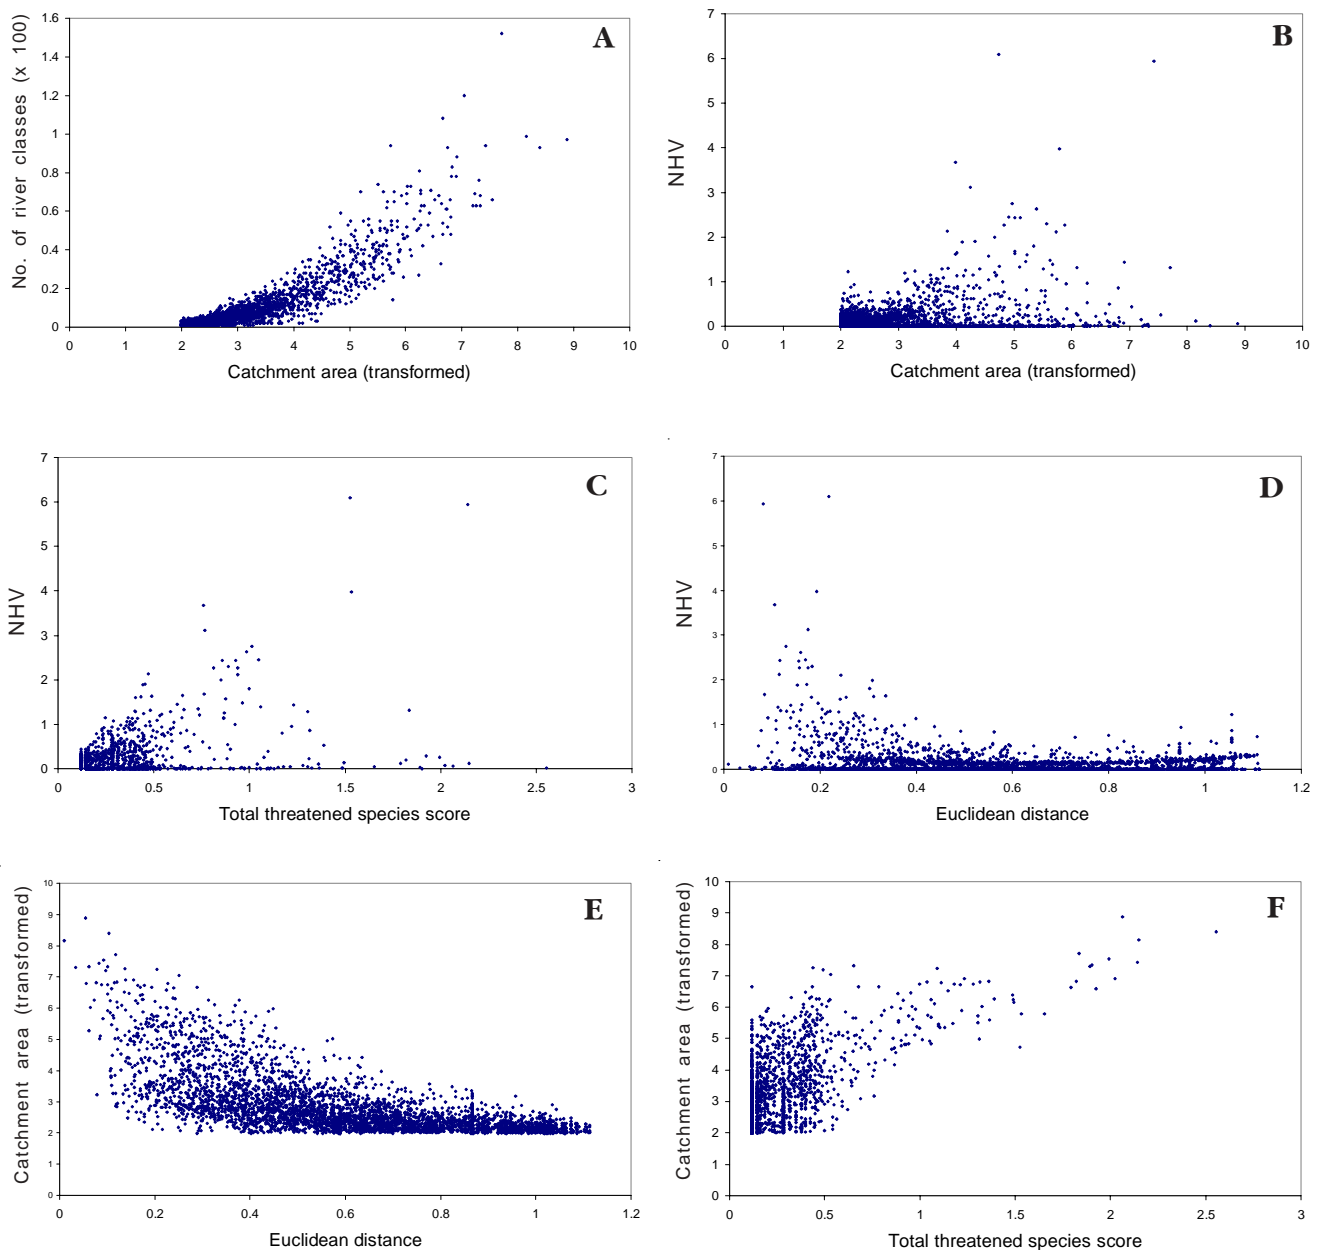 A
No. of river classes (x 100)
1.6
1.4
1.2
1
0.8
0.6
0.4
0.2
0
0 1 2 3 4 5 6 7 8 9 10
Catchment area (transformed)
B
NHV
7
6
5
4
3
2
1
0
0 1 2 3 4 5 6 7 8 9 10
Catchment area (transformed)
C
NHV
7
6
5
4
3
2
1
0
0 0.5 1 1.5 2 2.5 3
Total threatened species score
D
NHV
7
6
5
4
3
2
1
0
0 0.2 0.4 0.6 0.8 1 1.2
Euclidean distance
E
Catchment area (transformed)
10
9
8
7
6
5
4
3
2
1
0
0 0.2 0.4 0.6 0.8 1 1.2
Euclidean distance
F
Catchment area (transformed)
10
9
8
7
6
5
4
3
2
1
0
0 0.5 1 1.5 2 2.5 3
Total threatened species score